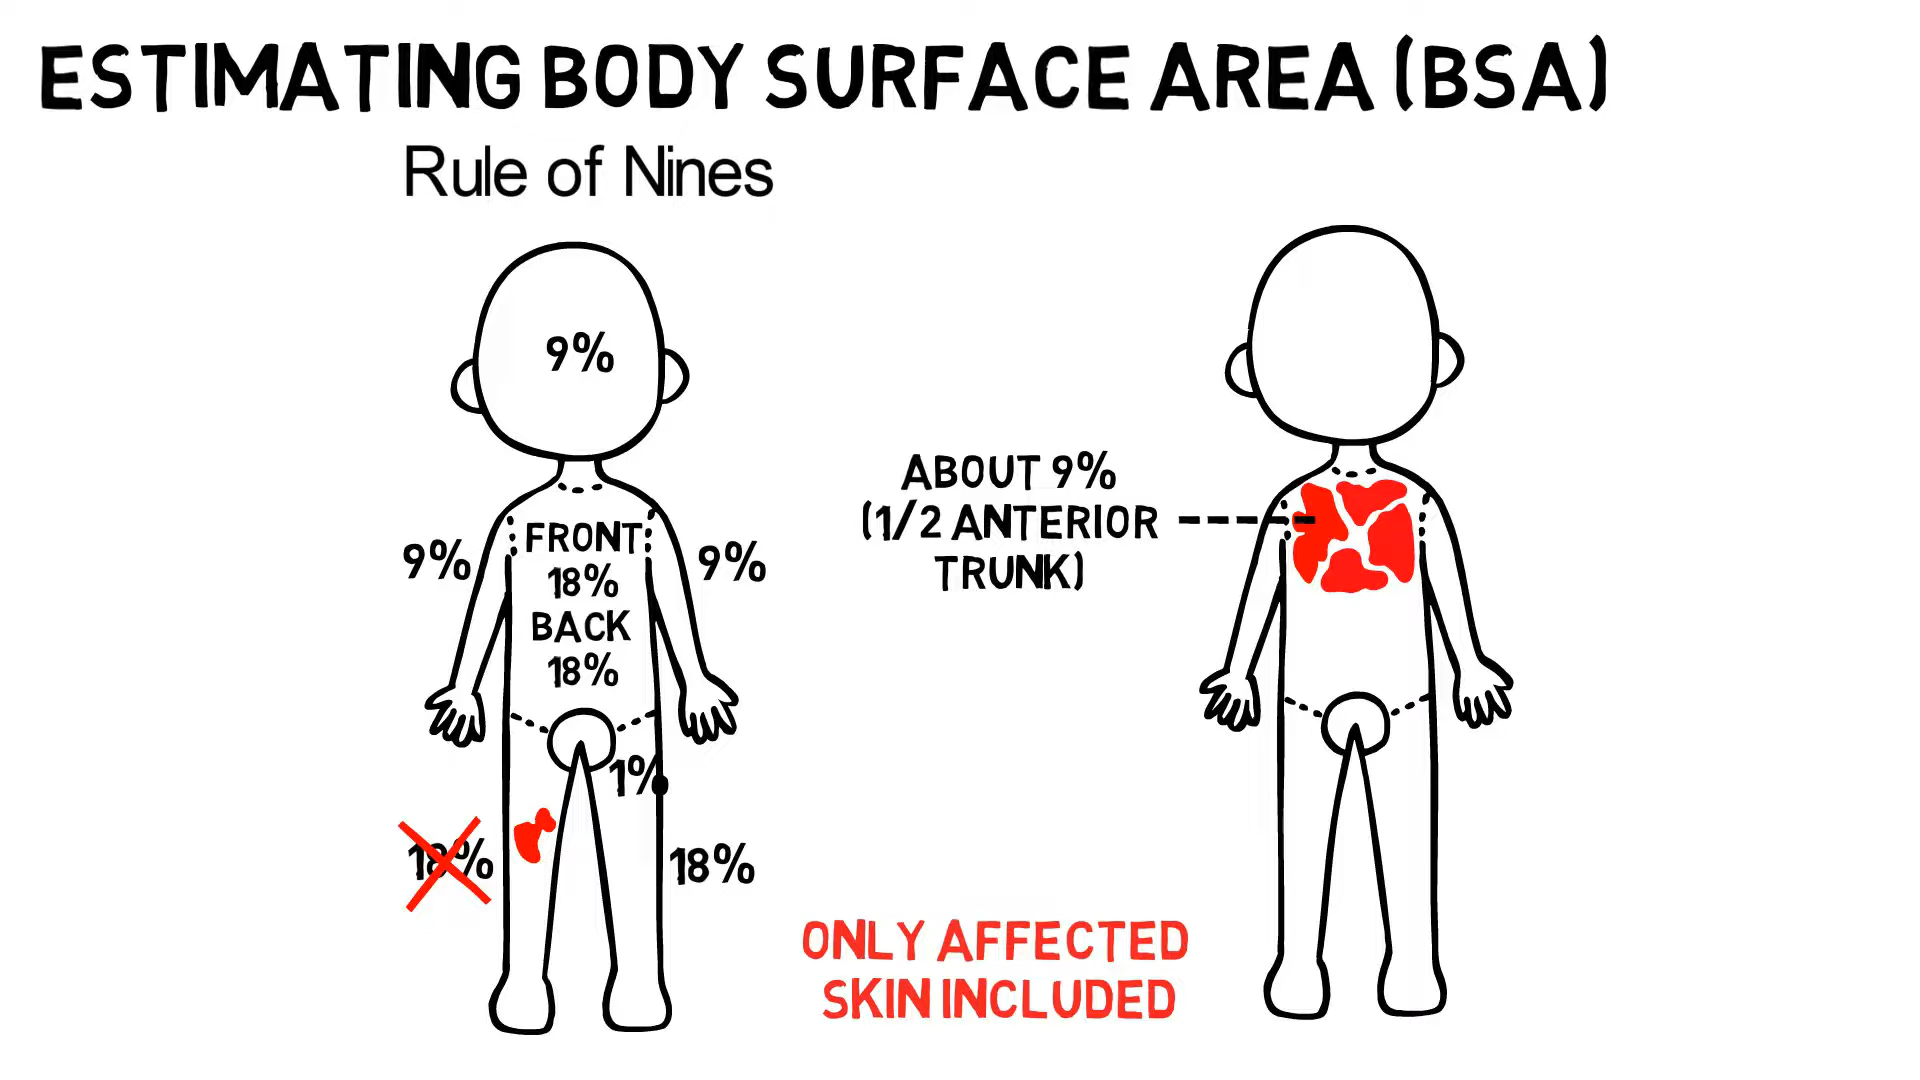 ESTIMATING BODY SURFACE AREA (BSA)
Rule of Nines
9%
9%
FRONT
18%
BACK
18%
9%
1%
18%
18%
ABOUT 9%
(1/2 ANTERIOR
TRUNK)
ONLY AFFECTED
SKIN INCLUDED